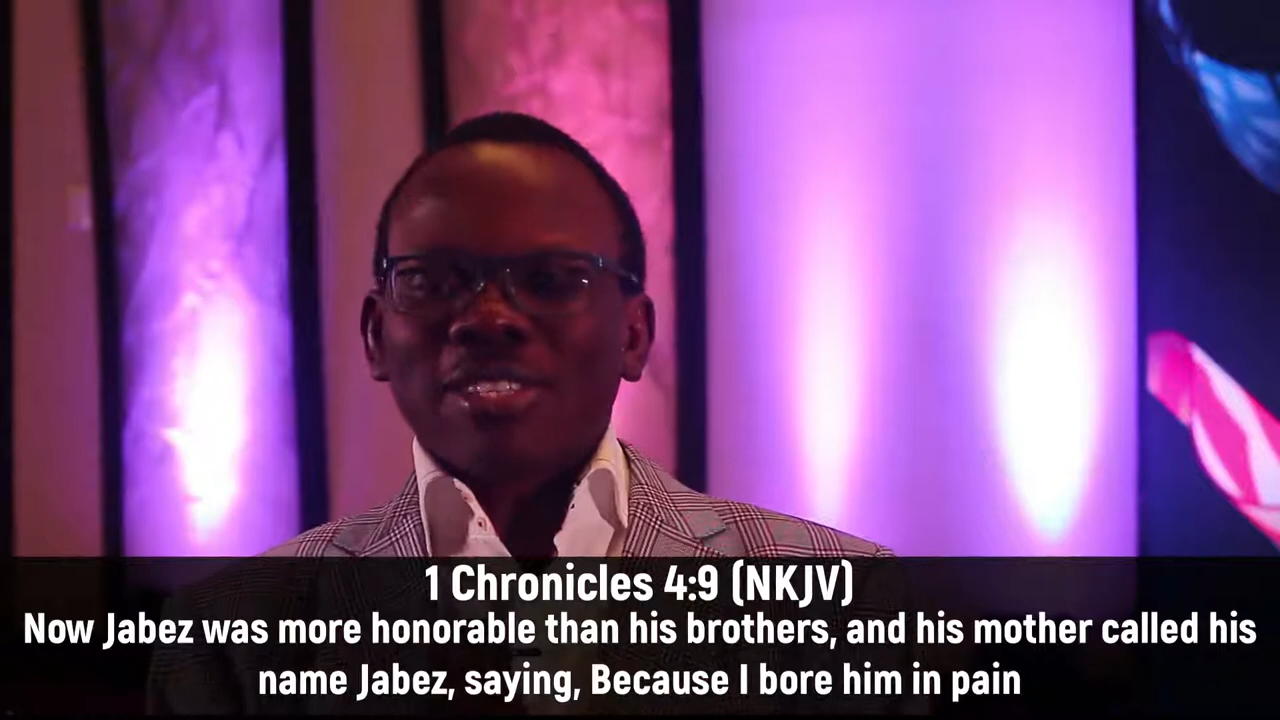 1 Chronicles 4:9 (NKJV)
Now Jabez was more honorable than his brothers, and his mother called his
name Jabez, saying, Because I bore him in pain